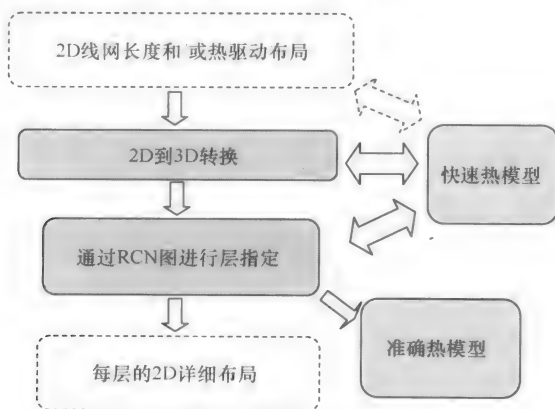 2D线网长度和 或热驱动布局
2D到3D转换
快速热模型
通过RCN图进行层指定
准确热模型
每层的2D详细布局